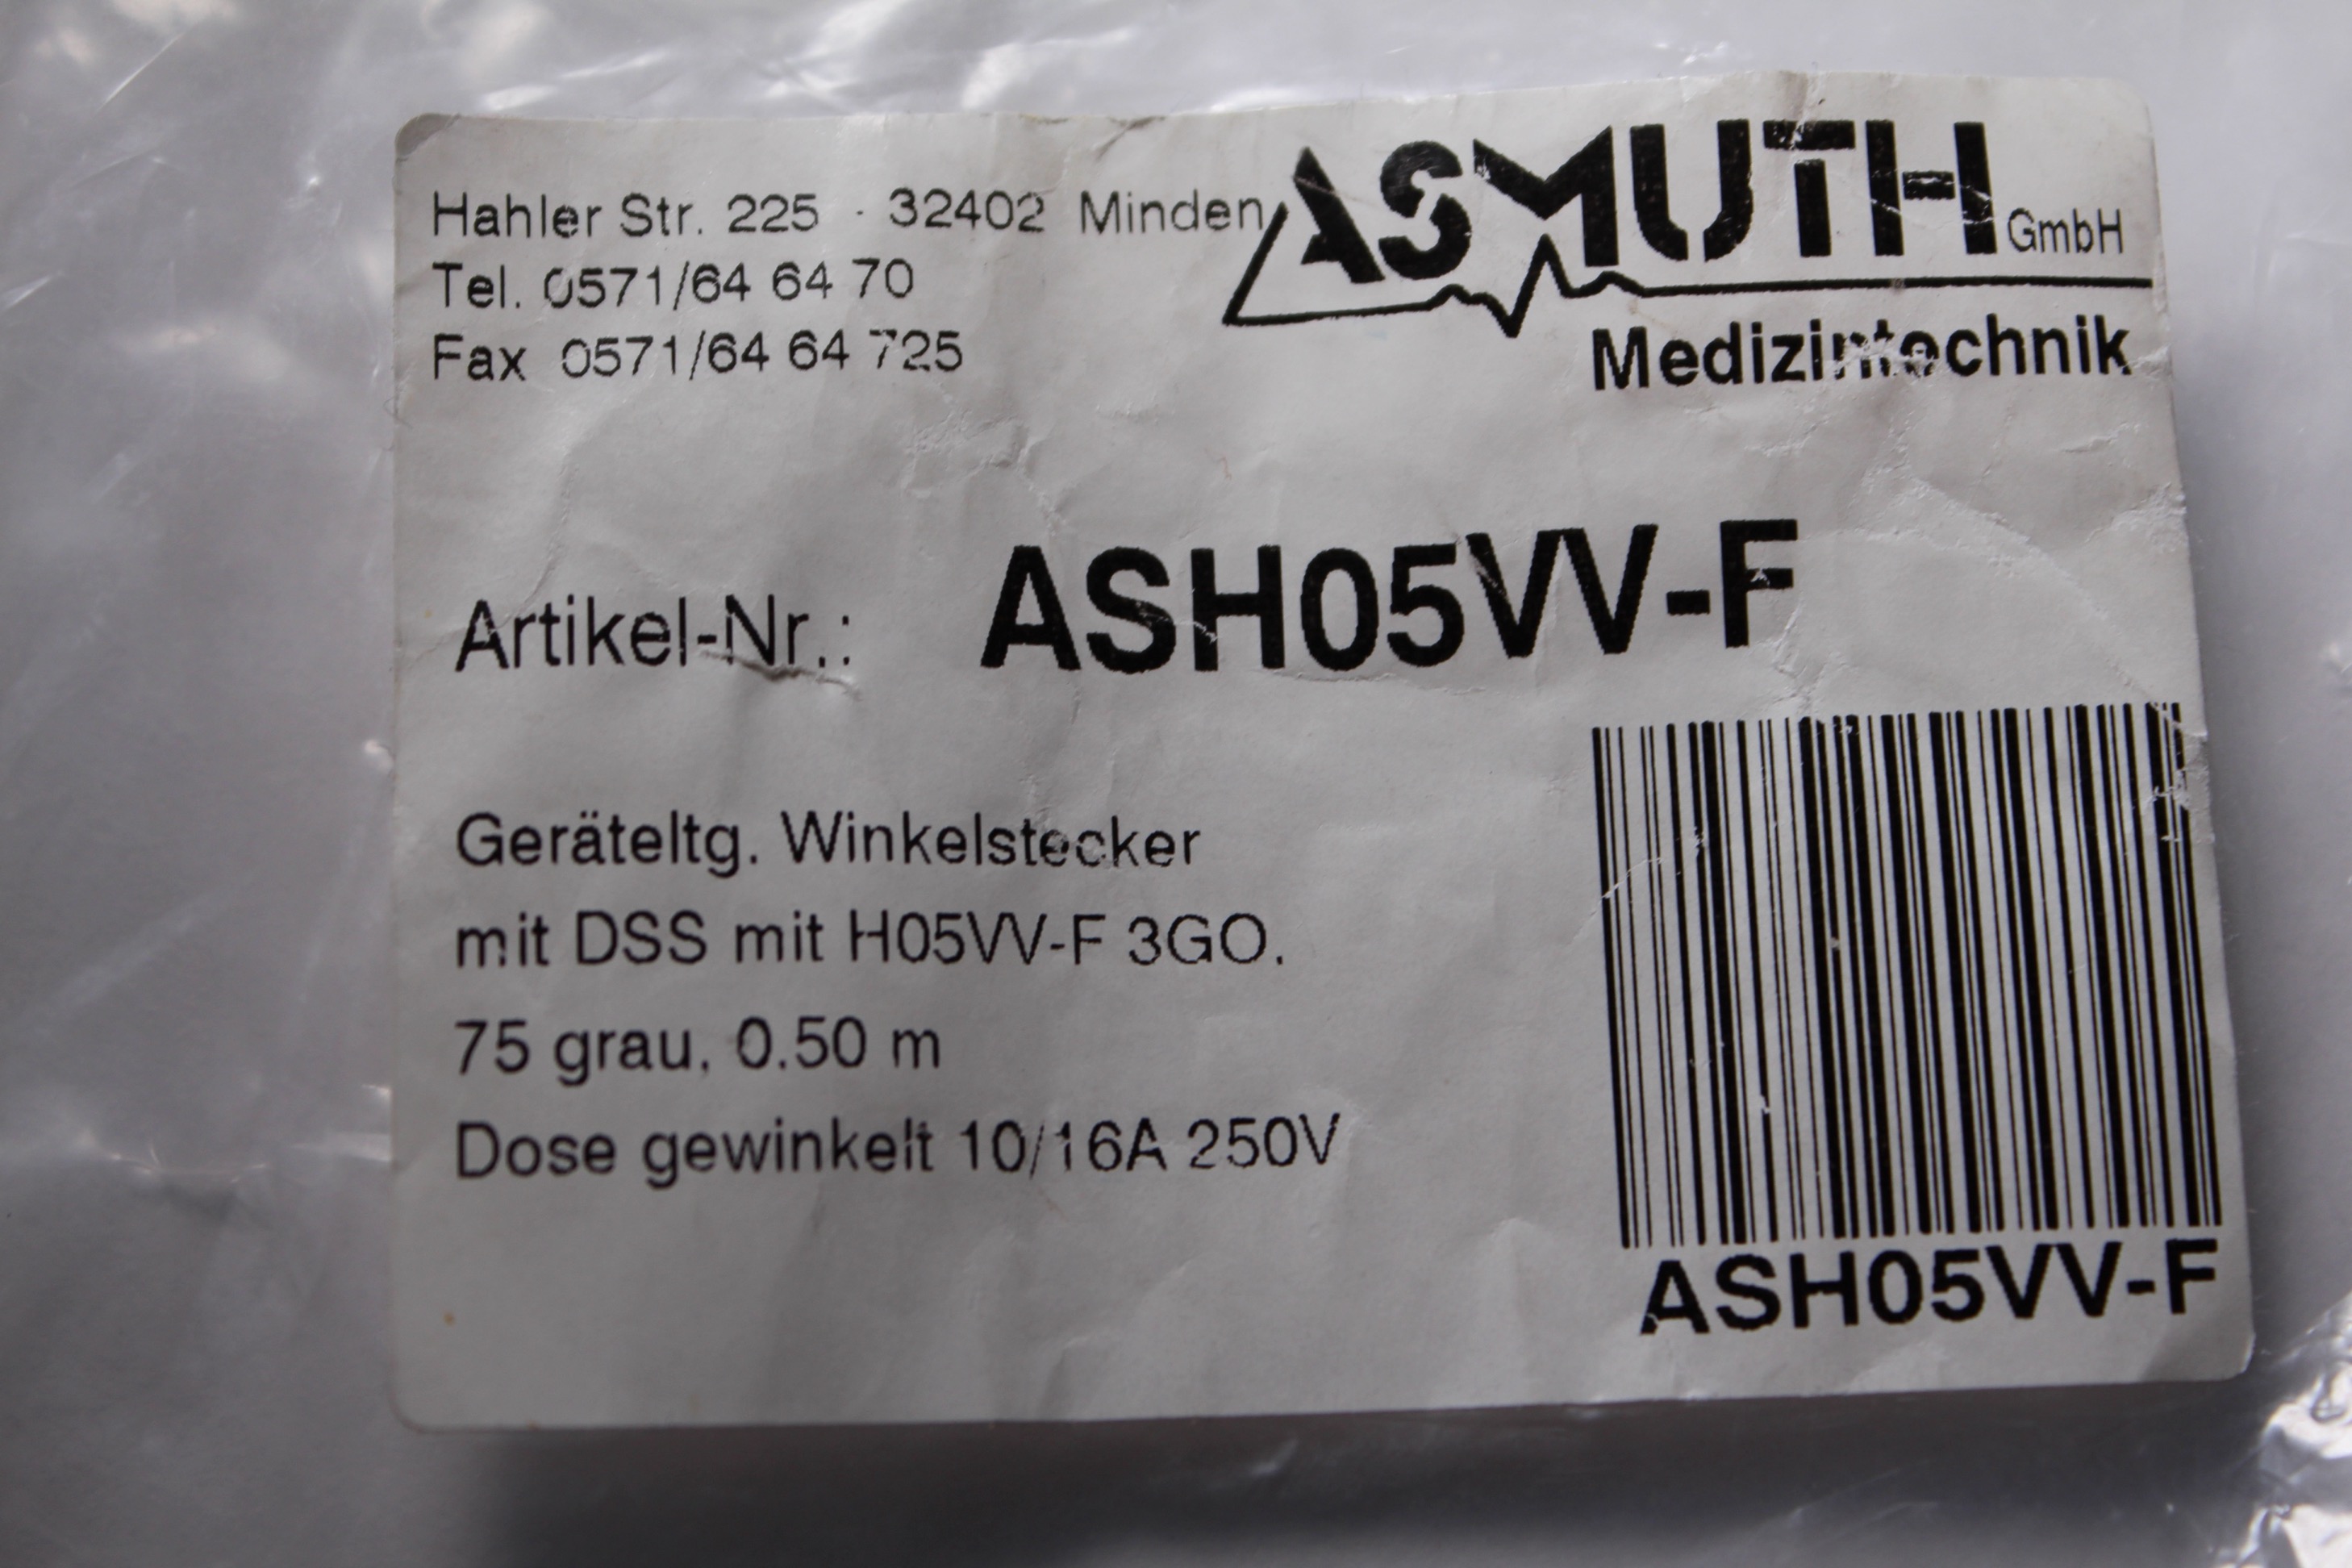 Hahler Str. 225 · 32402 Minden
Tel. 0571/64 64 70
Fax 0571/64 64 725
ASMUTH GmbH
Medizintechnik
Artikel-Nr.: ASH05VV-F
Geräteltg. Winkelstecker
mit DSS mit H05VV-F 3GO.
75 grau, 0.50 m
Dose gewinkelt 10/16A 250V
ASH05VV-F